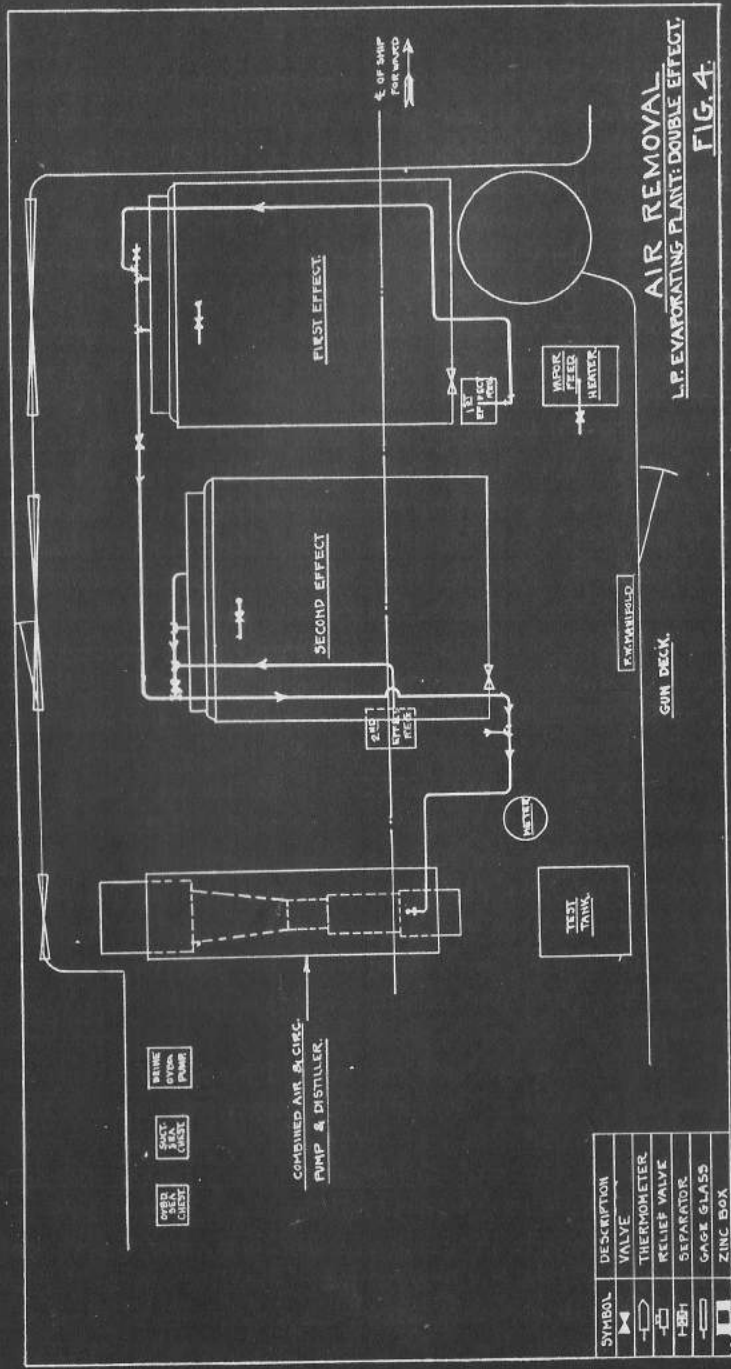 AIR REMOVAL
L.P. EVAPORATING PLANT: DOUBLE EFFECT.
FIG. 4.
℄ OF SHIP
FORWARD
FIRST EFFECT.
SECOND EFFECT
1ST
EFFECT
REG.
2ND
EFFECT
REG.
VAPOR
FEED
HEATER
F.W. MANIFOLD
GUN DECK.
METER
TEST
TANK.
COMBINED AIR & CIRC.
PUMP & DISTILLER.
BRINE
OVBD.
PUMP.
SUCT.
SEA
CHEST.
OVBD
SEA
CHEST.
SYMBOL DESCRIPTION
VALVE
THERMOMETER
RELIEF VALVE
SEPARATOR
GAGE GLASS
ZINC BOX